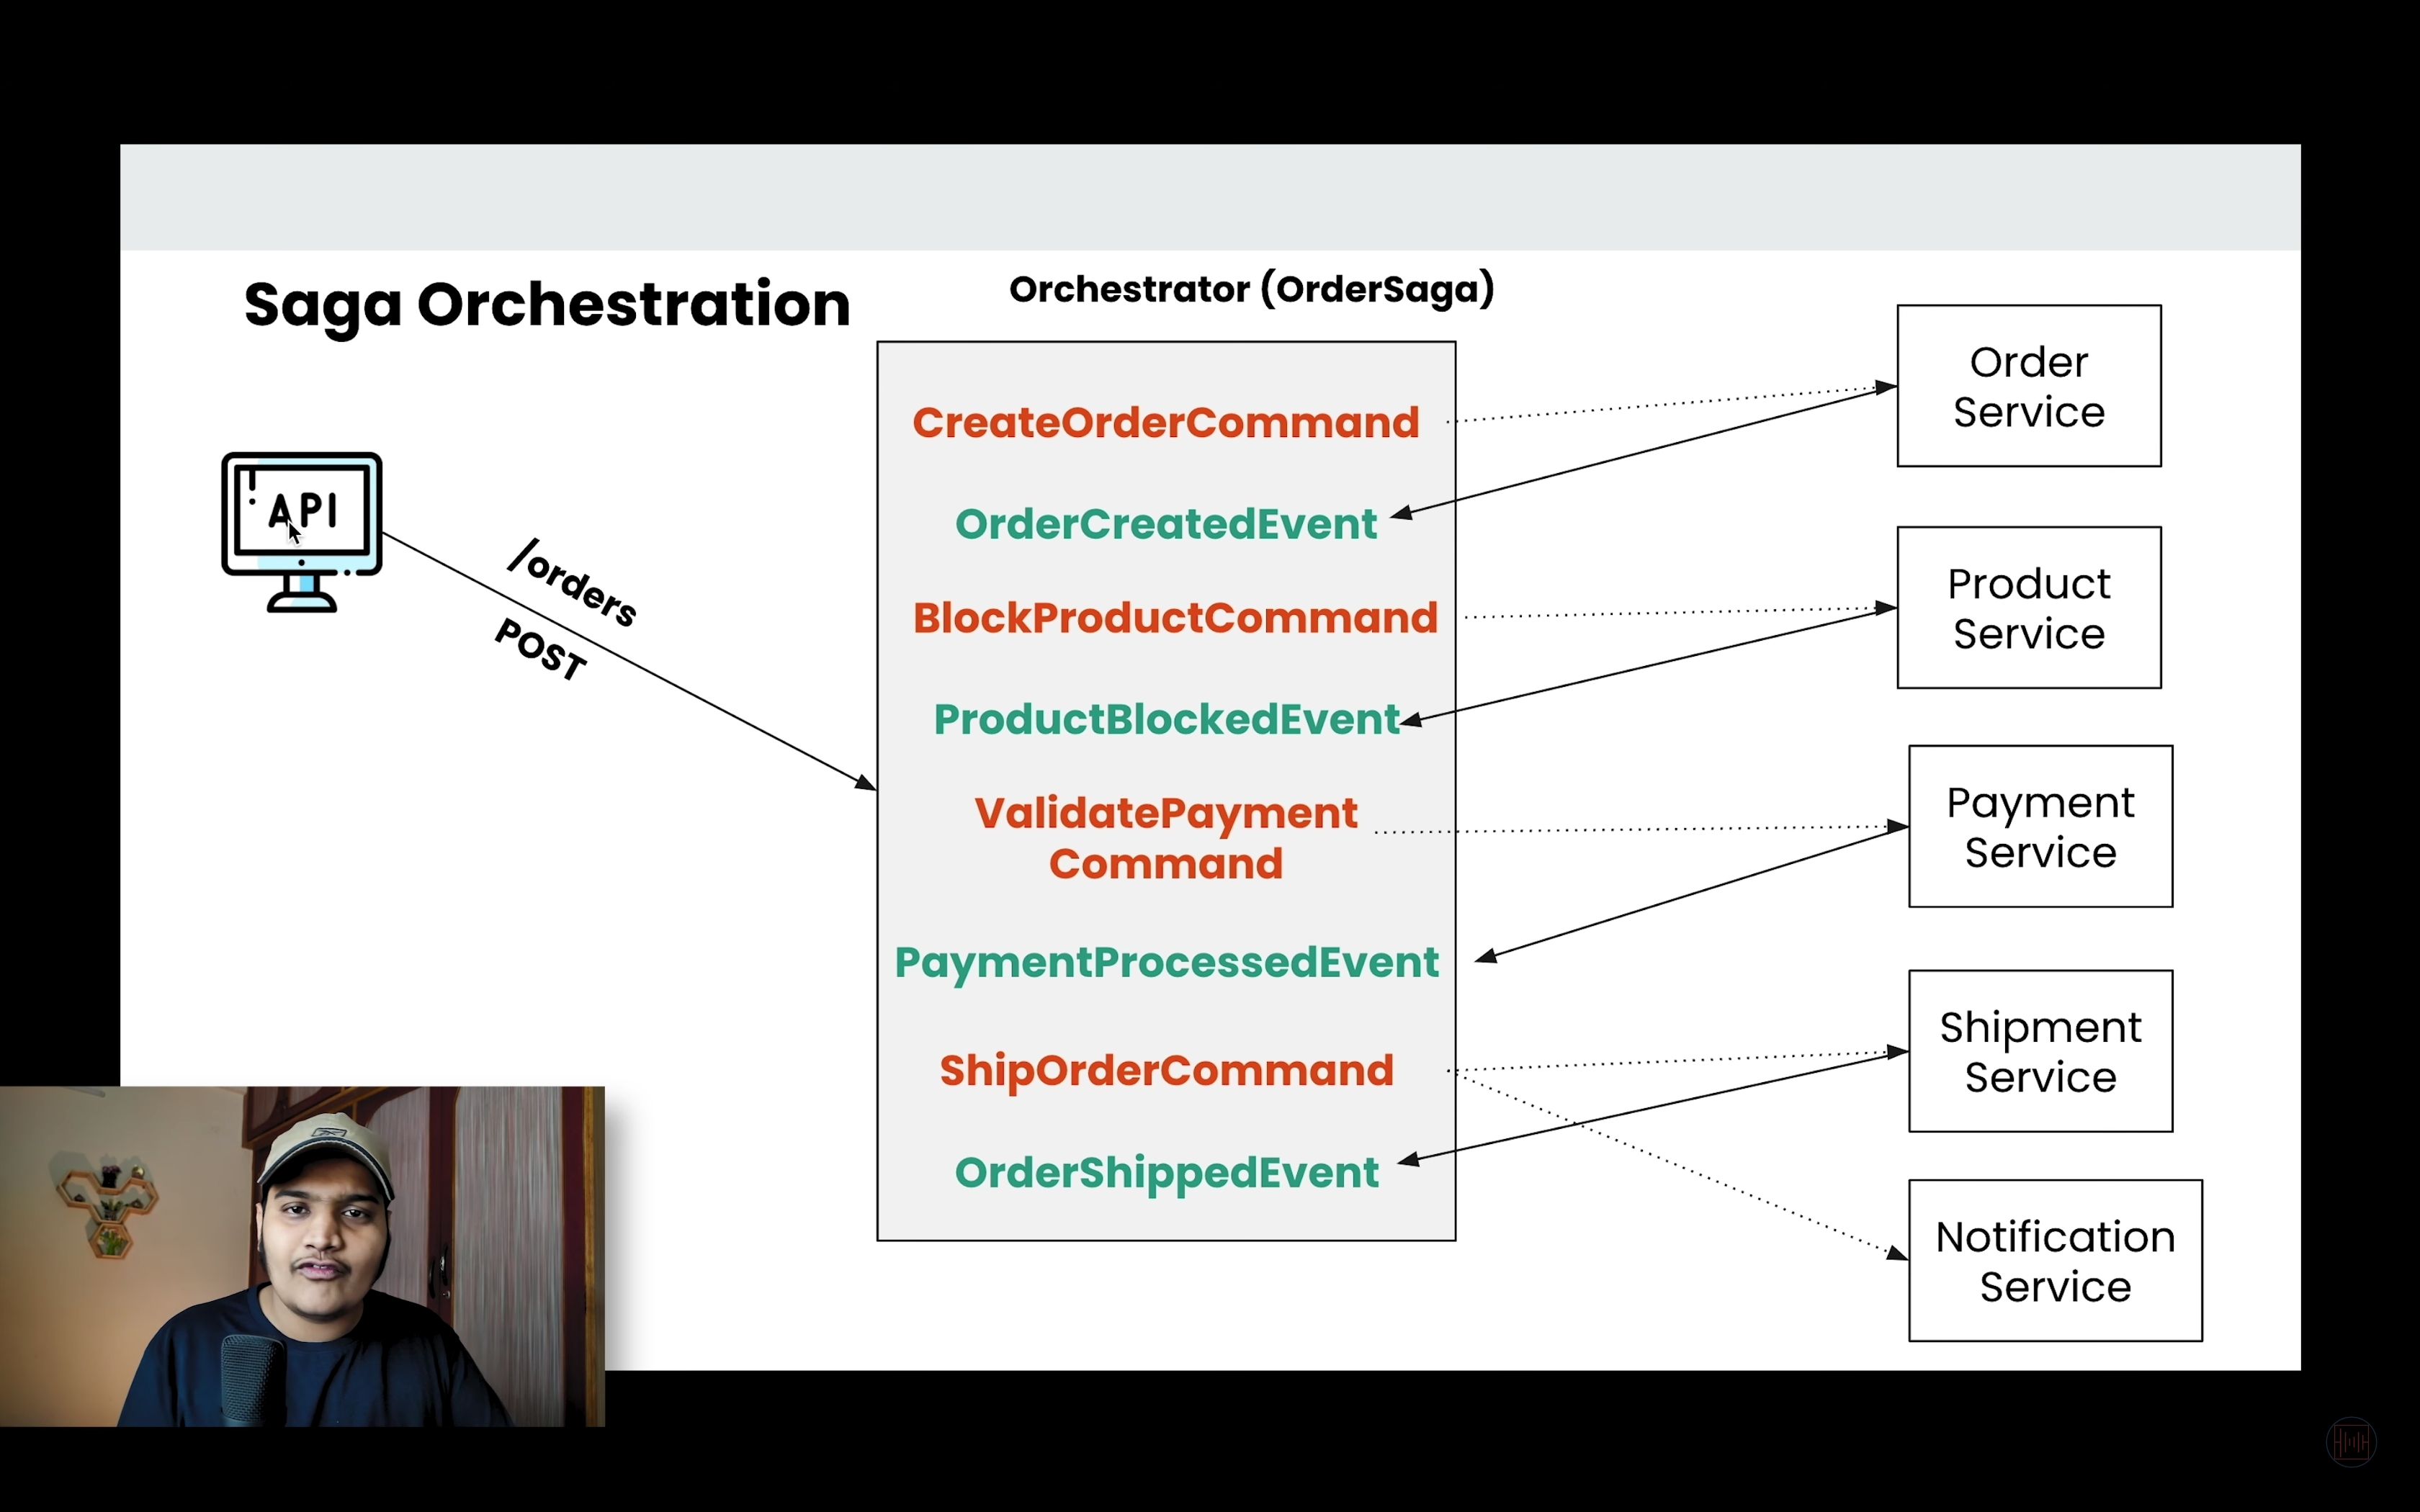 Saga Orchestration
Orchestrator (OrderSaga)
API
/orders
POST
CreateOrderCommand
OrderCreatedEvent
BlockProductCommand
ProductBlockedEvent
ValidatePayment
Command
PaymentProcessedEvent
ShipOrderCommand
OrderShippedEvent
Order
Service
Product
Service
Payment
Service
Shipment
Service
Notification
Service